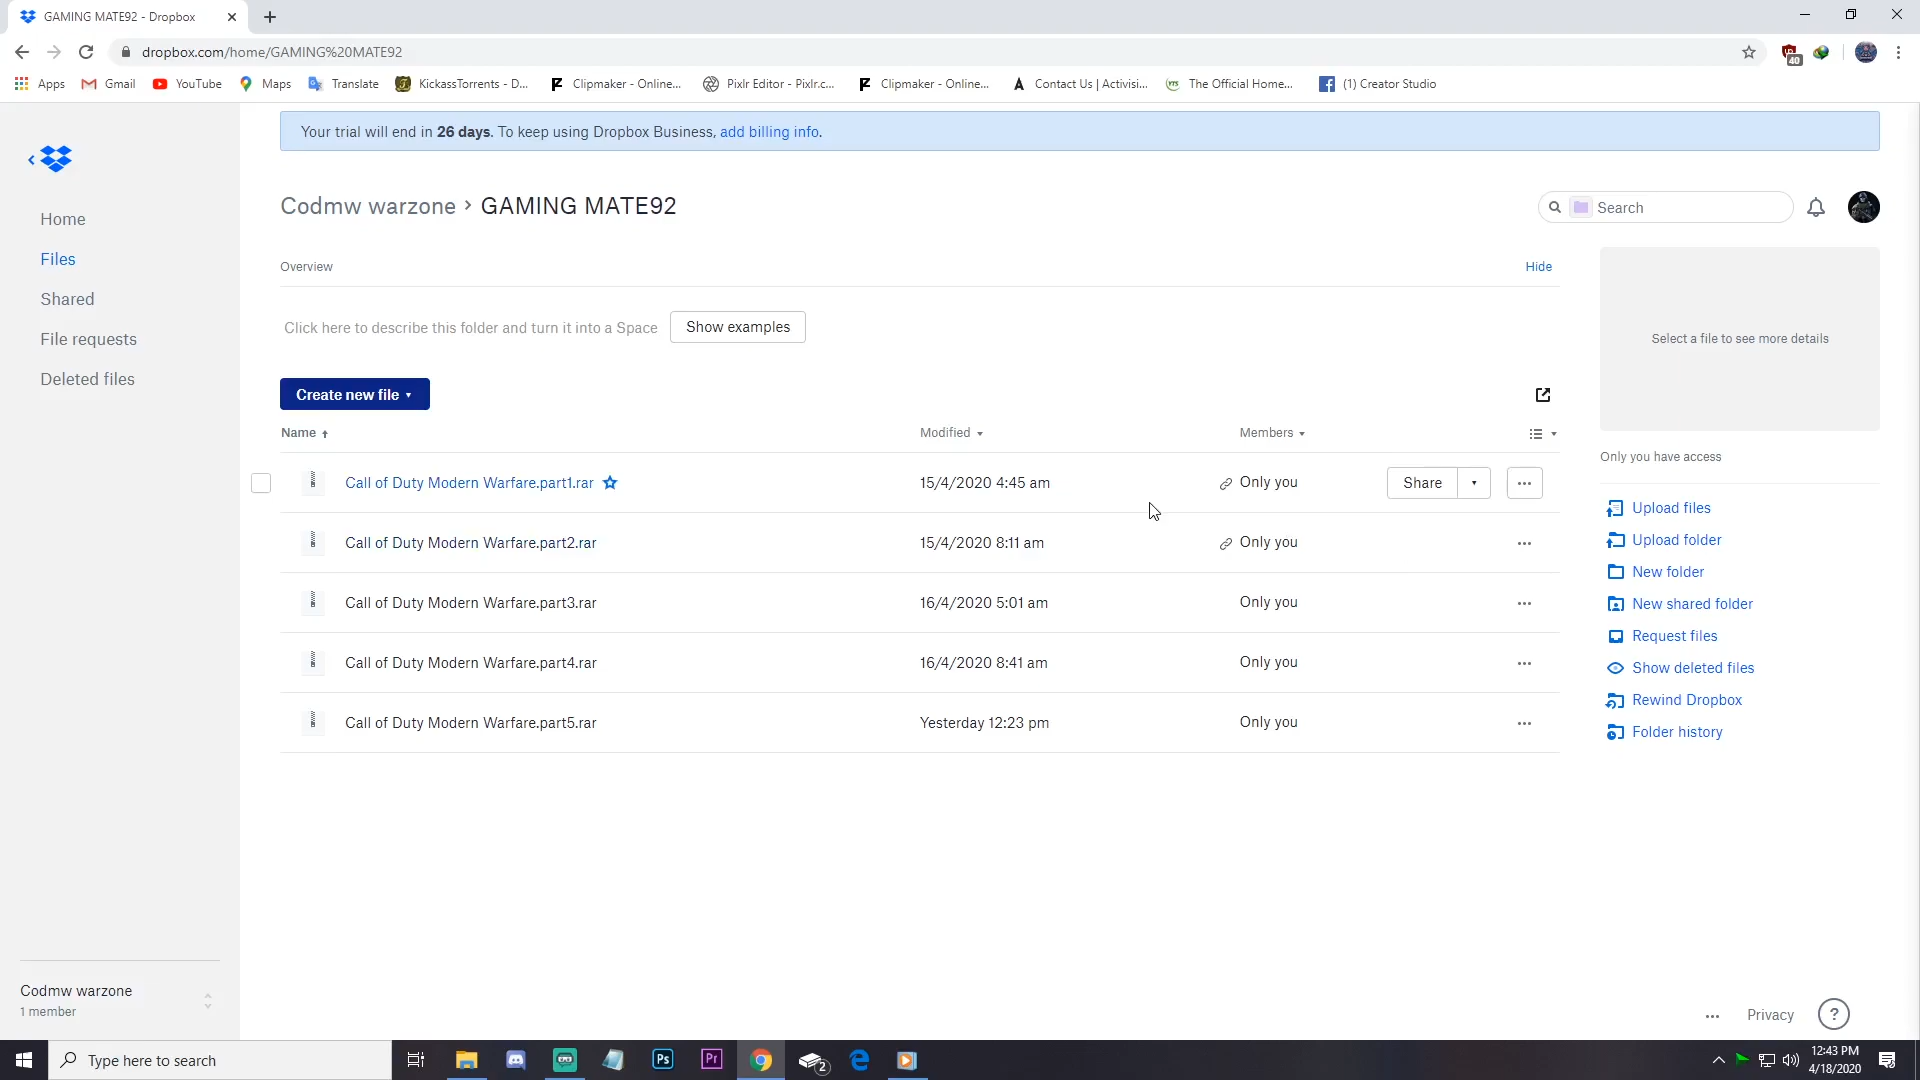 GAMING MATE92 - Dropbox
dropbox.com/home/GAMING%20MATE92
40
Apps
Gmail
YouTube
Maps
Translate
KickassTorrents - D...
Clipmaker - Online...
Pixlr Editor - Pixlr.c...
Clipmaker - Online...
Contact Us | Activisi...
The Official Home...
(1) Creator Studio
Your trial will end in 26 days. To keep using Dropbox Business, add billing info.
Codmw warzone › GAMING MATE92
Search
Home
Files
Shared
File requests
Deleted files
Overview
Hide
Click here to describe this folder and turn it into a Space
Show examples
Select a file to see more details
Create new file
Name
Modified
Members
Call of Duty Modern Warfare.part1.rar
15/4/2020 4:45 am
Only you
Share
Call of Duty Modern Warfare.part2.rar
15/4/2020 8:11 am
Only you
Call of Duty Modern Warfare.part3.rar
16/4/2020 5:01 am
Only you
Call of Duty Modern Warfare.part4.rar
16/4/2020 8:41 am
Only you
Call of Duty Modern Warfare.part5.rar
Yesterday 12:23 pm
Only you
Only you have access
Upload files
Upload folder
New folder
New shared folder
Request files
Show deleted files
Rewind Dropbox
Folder history
Codmw warzone
1 member
Privacy
?
Type here to search
Ps
Pr
2
12:43 PM
4/18/2020